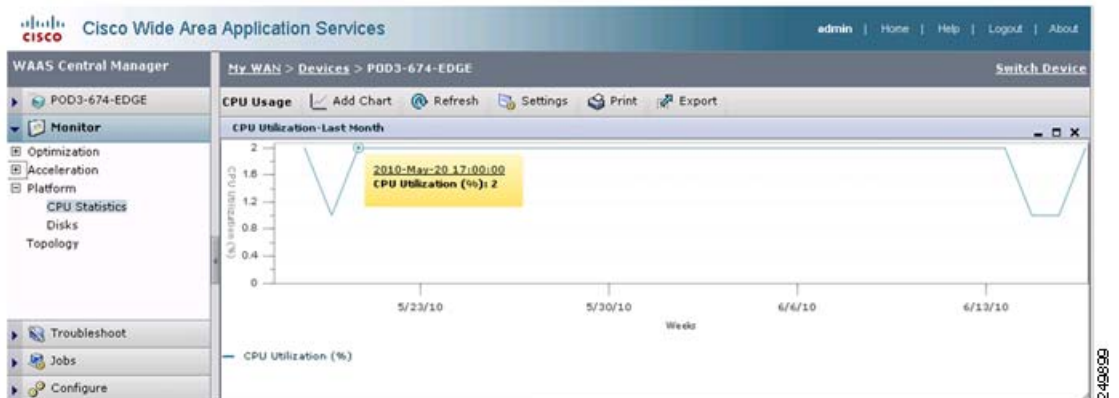 CISCO
Cisco Wide Area Application Services
admin | Home | Help | Logout | About
WAAS Central Manager
My WAN > Devices > POD3-674-EDGE
Switch Device
POD3-674-EDGE
CPU Usage Add Chart Refresh Settings Print Export
Monitor
Optimization
Acceleration
Platform
CPU Statistics
Disks
Topology
Troubleshoot
Jobs
Configure
CPU Utilization-Last Month
CPU Utilization (%)
2
1.6
1.2
0.8
0.4
0
2010-May-20 17:00:00
CPU Utilization (%): 2
5/23/10
5/30/10
6/6/10
6/13/10
Weeks
CPU Utilization (%)
249899